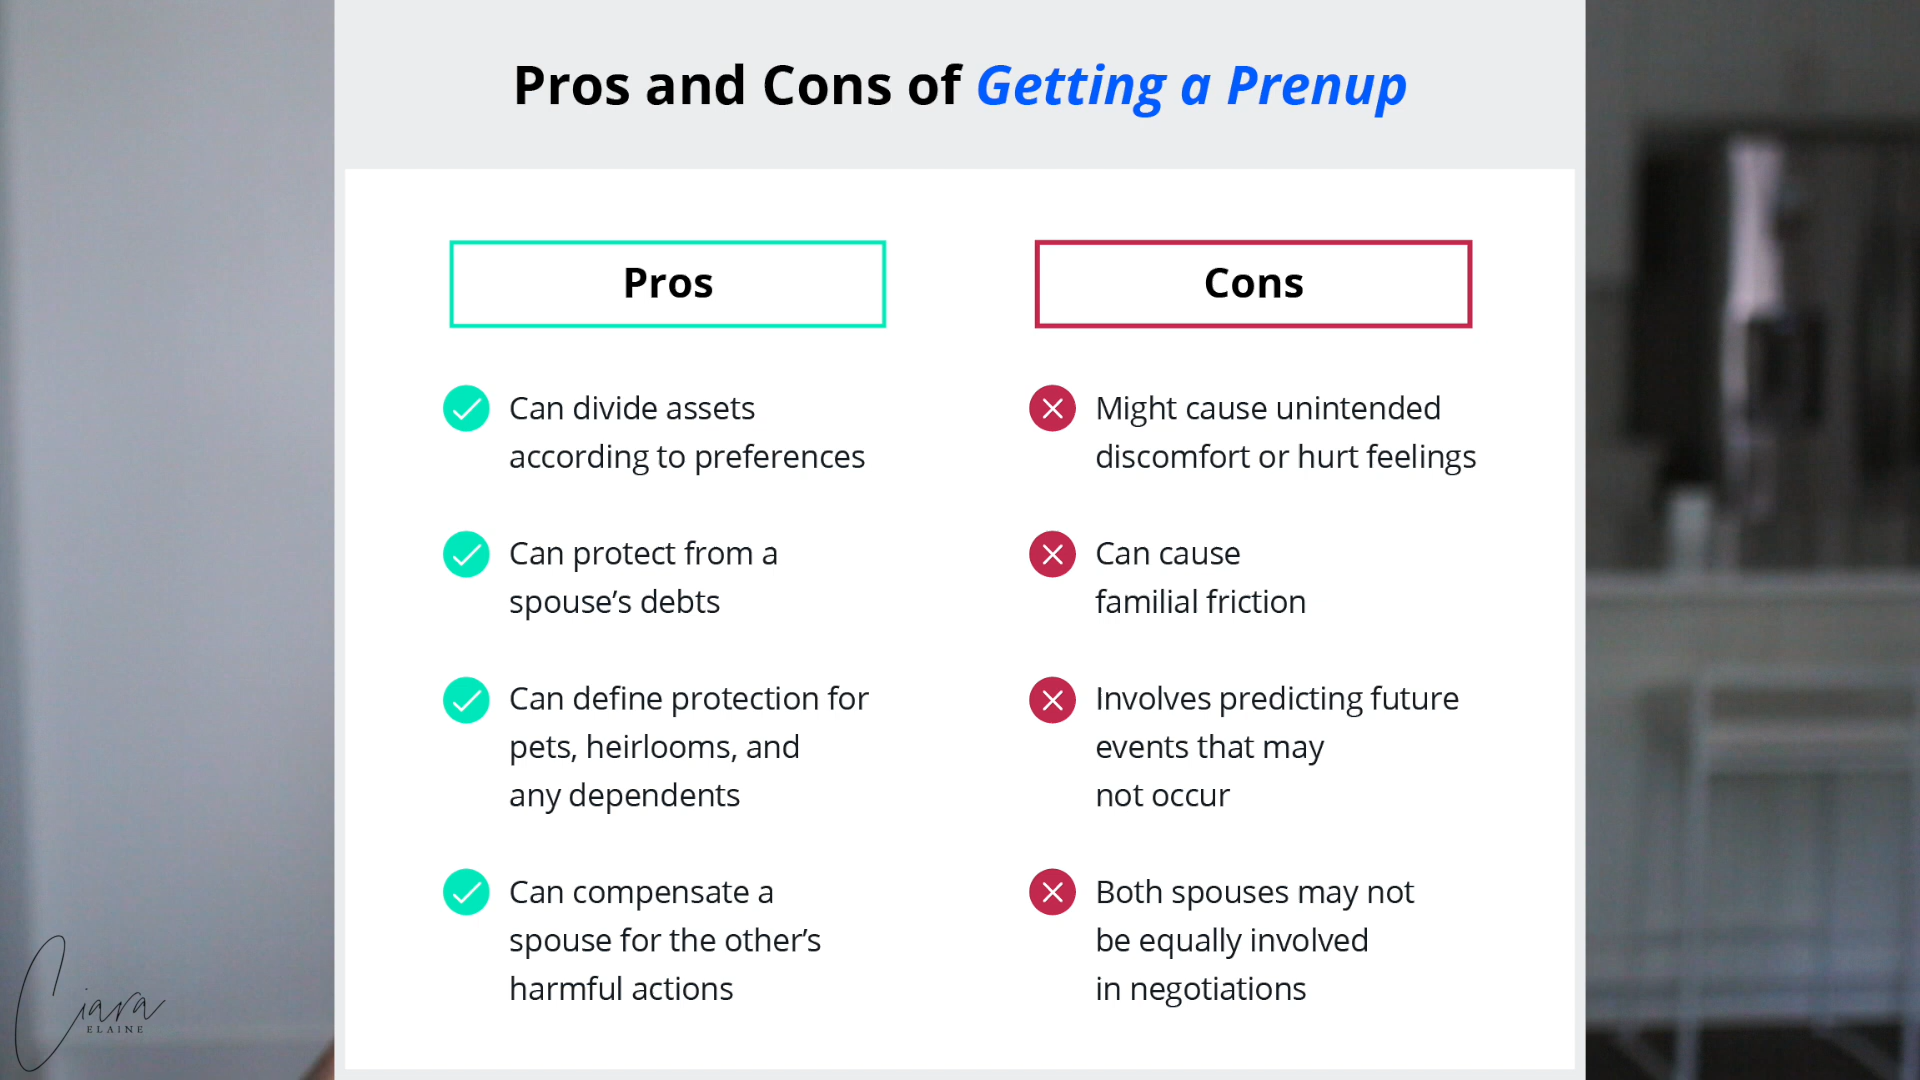 Pros and Cons of Getting a Prenup
Pros
Can divide assets
according to preferences
Can protect from a
spouse’s debts
Can define protection for
pets, heirlooms, and
any dependents
Can compensate a
spouse for the other’s
harmful actions
Cons
Might cause unintended
discomfort or hurt feelings
Can cause
familial friction
Involves predicting future
events that may
not occur
Both spouses may not
be equally involved
in negotiations
Ciara
ELAINE